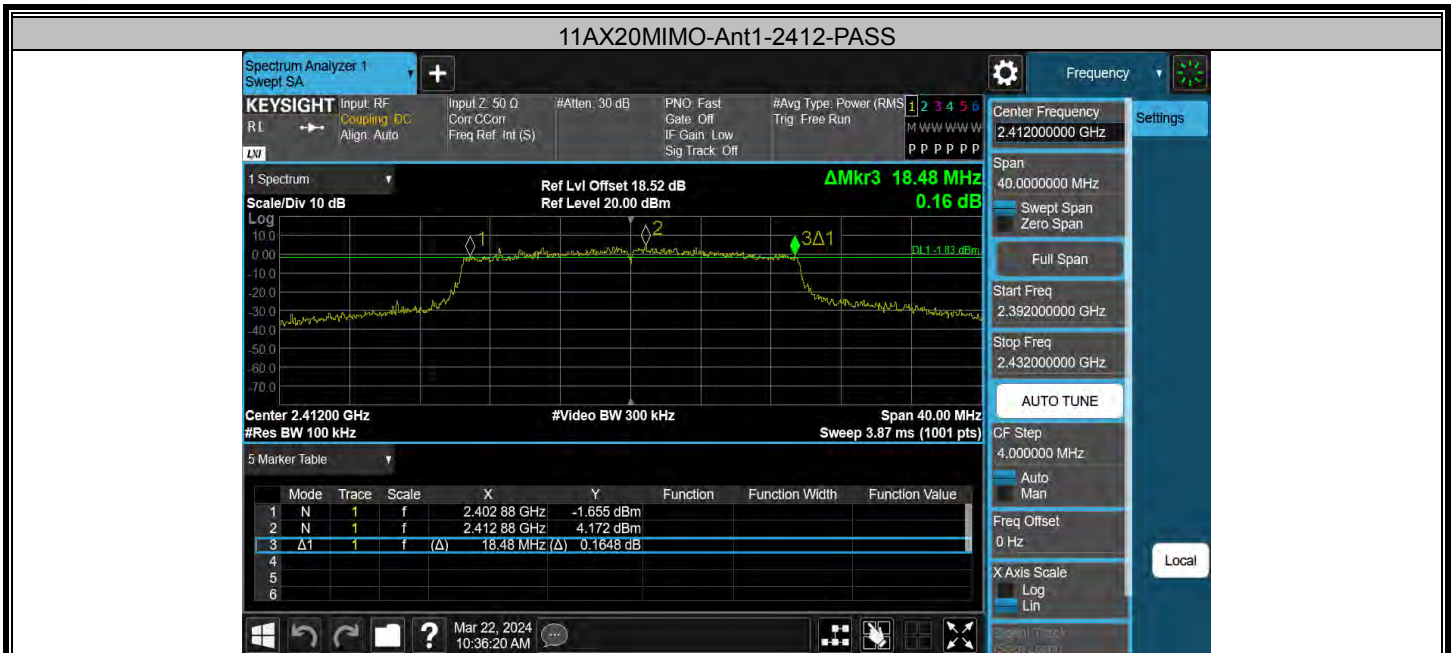 11AX20MIMO-Ant1-2412-PASS
Spectrum Analyzer 1
Swept SA
Frequency
KEYSIGHT Input: RF Input Z: 50 Ω #Atten: 30 dB PNO: Fast #Avg Type: Power (RMS 1 2 3 4 5 6
RL Coupling: DC Corr CCorr Gate: Off Trig: Free Run
Align: Auto Freq Ref: Int (S) IF Gain: Low M W W W W W
LXI Sig Track: Off P P P P P P
1 Spectrum
Ref Lvl Offset 18.52 dB ΔMkr3 18.48 MHz
Scale/Div 10 dB Ref Level 20.00 dBm 0.16 dB
Log
10.0
0.00
-10.0
-20.0
-30.0
-40.0
-50.0
-60.0
-70.0
1 2 3Δ1
DL1 -1.83 dBm
Center 2.41200 GHz #Video BW 300 kHz Span 40.00 MHz
#Res BW 100 kHz Sweep 3.87 ms (1001 pts)
5 Marker Table
Mode Trace Scale X Y Function Function Width Function Value
1 N 1 f 2.402 88 GHz -1.655 dBm
2 N 1 f 2.412 88 GHz 4.172 dBm
3 Δ1 1 f (Δ) 18.48 MHz (Δ) 0.1648 dB
4
5
6
? Mar 22, 2024
10:36:20 AM
Center Frequency
2.412000000 GHz
Settings
Span
40.0000000 MHz
Swept Span
Zero Span
Full Span
Start Freq
2.392000000 GHz
Stop Freq
2.432000000 GHz
AUTO TUNE
CF Step
4.000000 MHz
Auto
Man
Freq Offset
0 Hz
X Axis Scale
Log
Lin
Local